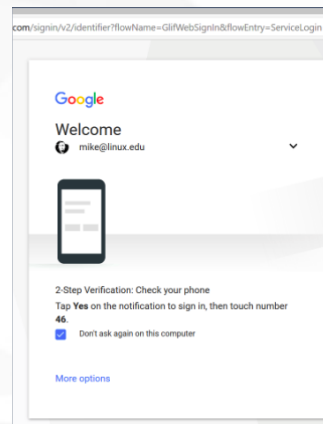 com/signin/v2/identifier?flowName=GlifWebSignIn&flowEntry=ServiceLogin
Google
Welcome
mike@linux.edu
2-Step Verification: Check your phone
Tap Yes on the notification to sign in, then touch number
46.
Don't ask again on this computer
More options